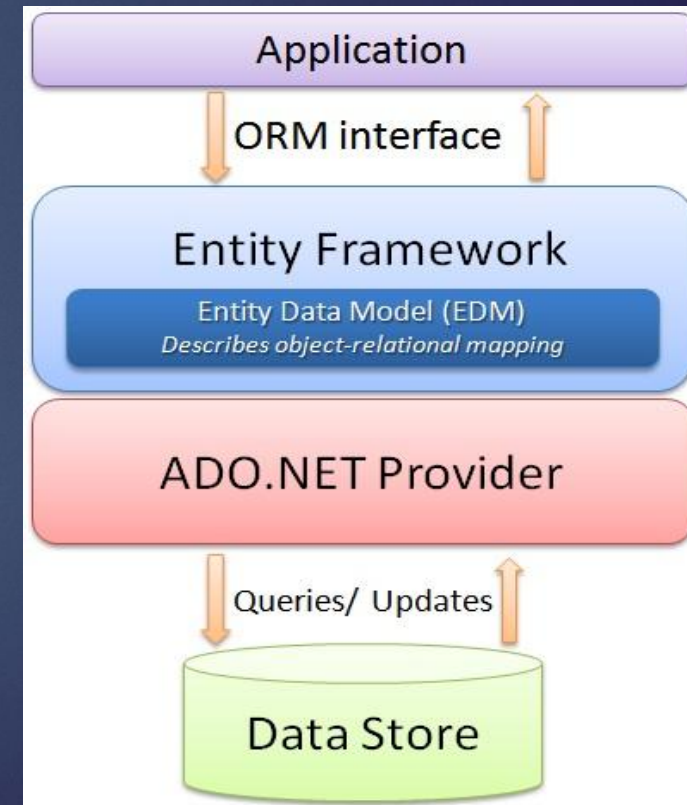 Application
ORM interface
Entity Framework
Entity Data Model (EDM)
Describes object-relational mapping
ADO.NET Provider
Queries/ Updates
Data Store